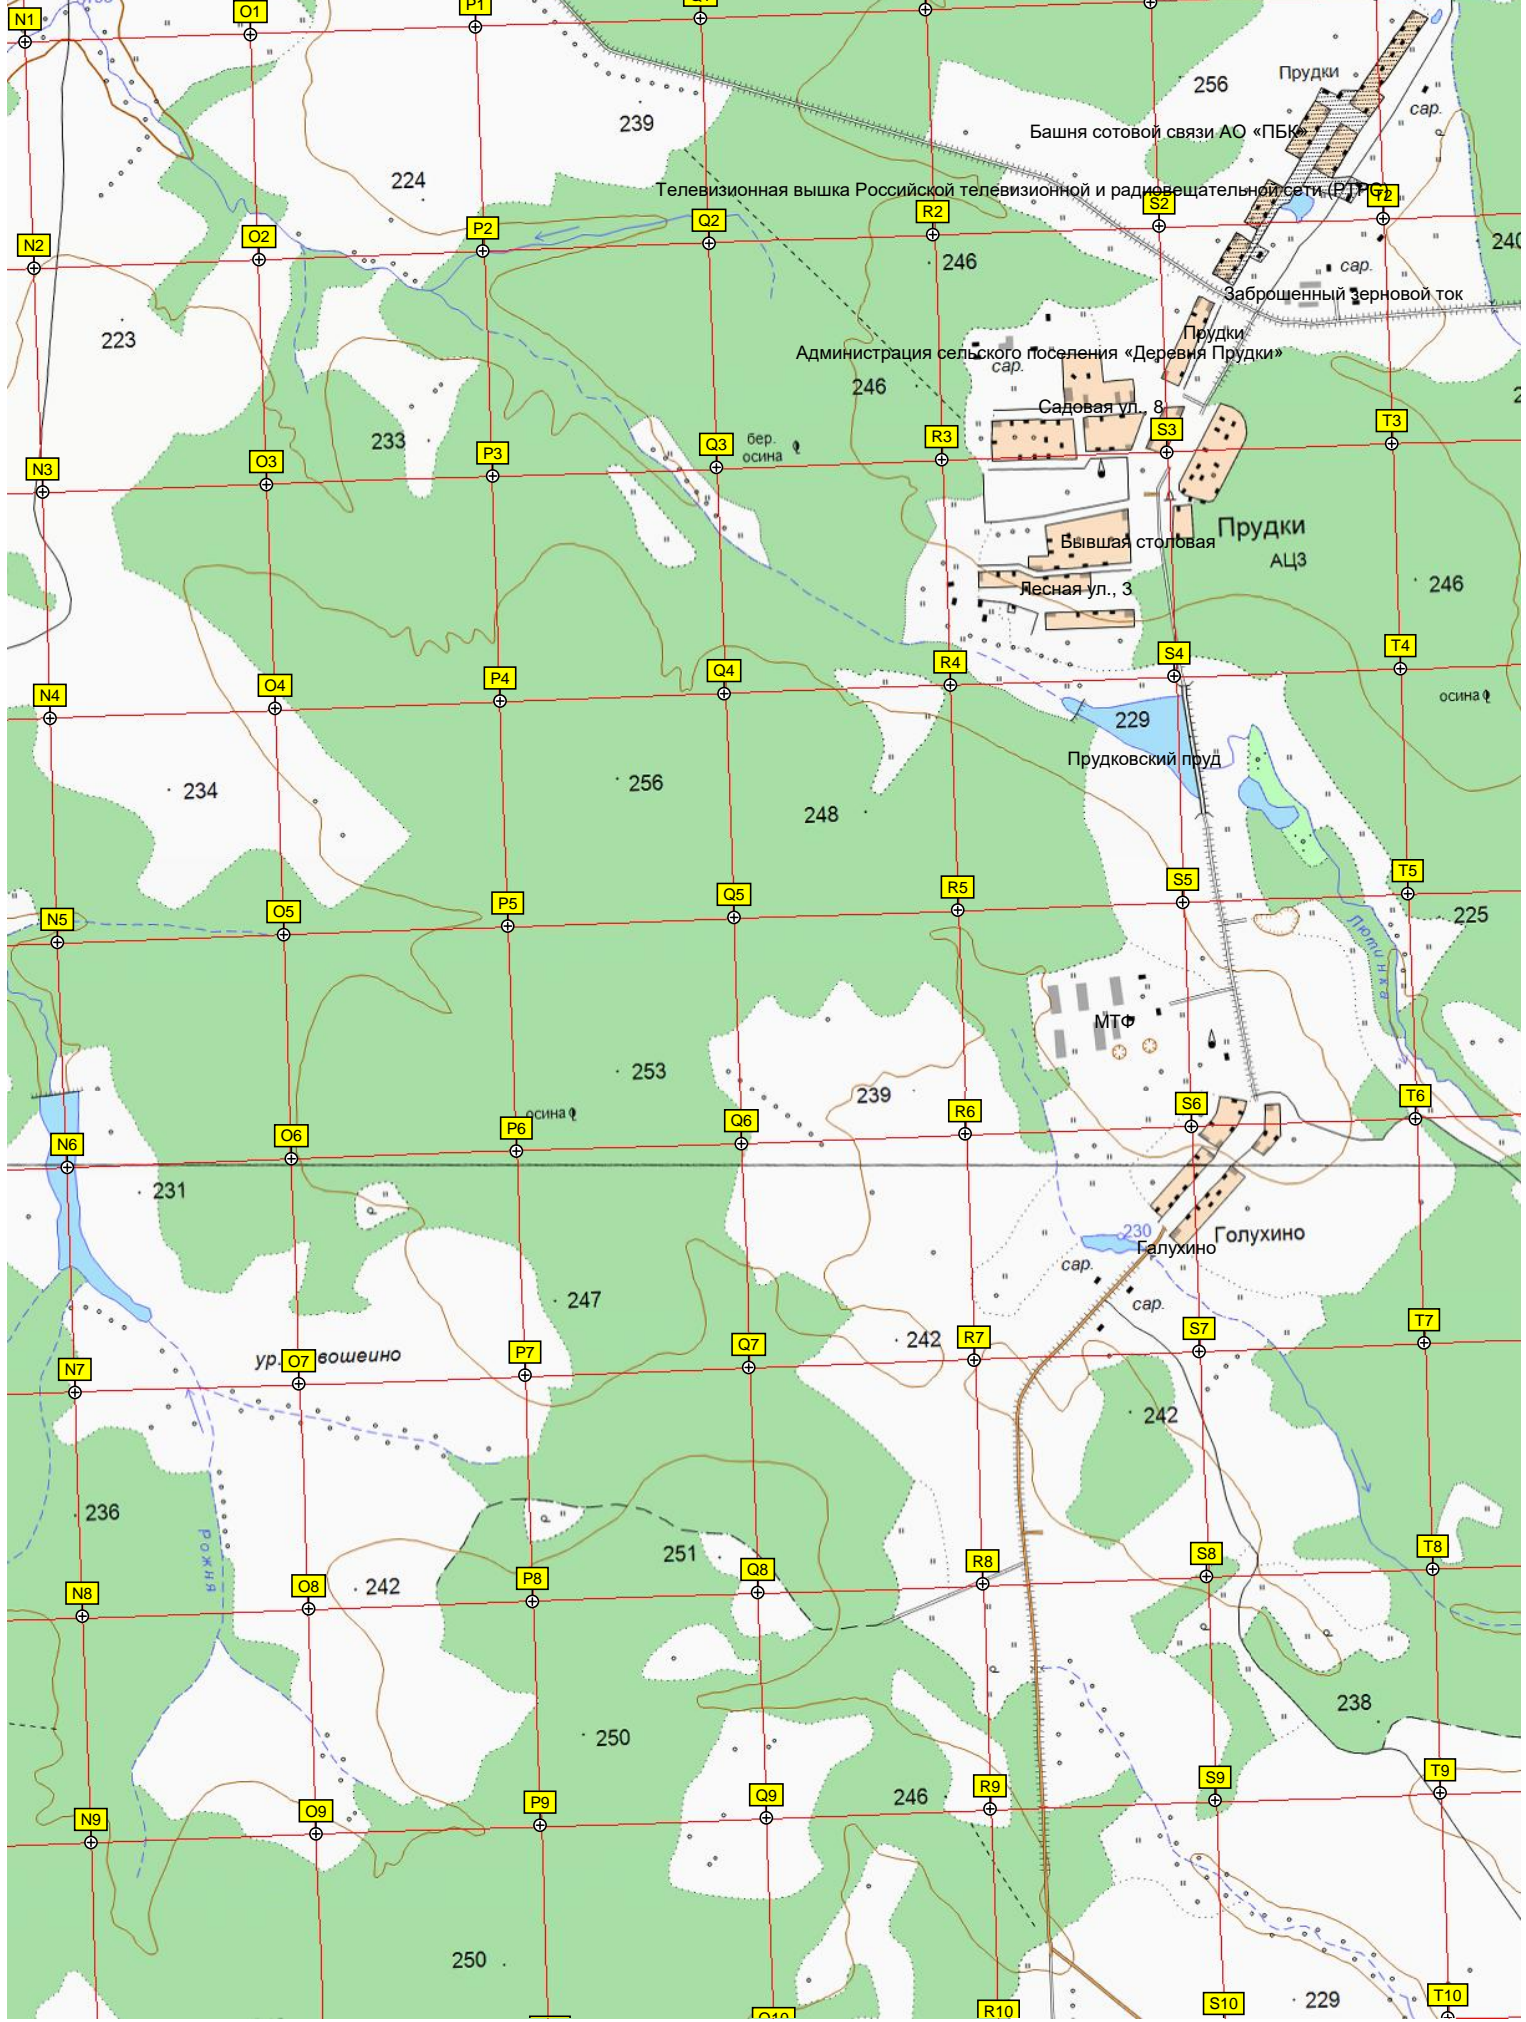 N1
O1
P1
256
Прудки
сар.
239
Башня сотовой связи АО «ПБК»
224
Телевизионная вышка Российской телевизионной и радиовещательной сети (РТРС)
N2
O2
P2
Q2
R2
S2
T2
246
240
сар.
Заброшенный зерновой ток
223
Прудки
Администрация сельского поселения «Деревня Прудки»
сар.
246
Садовая ул., 8
233
бер.
осина
N3
O3
P3
Q3
R3
S3
T3
Прудки
АЦЗ
Бывшая столовая
246
Лесная ул., 3
N4
O4
P4
Q4
R4
S4
T4
осина
229
Прудковский пруд
234
256
248
N5
O5
P5
Q5
R5
S5
T5
225
Лютинка
МТФ
253
239
осина
N6
O6
P6
Q6
R6
S6
T6
231
230
Голухино
Галухино
сар.
сар.
247
242
ур.
вошеино
N7
O7
P7
Q7
R7
S7
T7
242
236
251
Рожня
242
N8
O8
P8
Q8
R8
S8
T8
238
250
246
N9
O9
P9
Q9
R9
S9
T9
250
229
Q10
R10
S10
T10